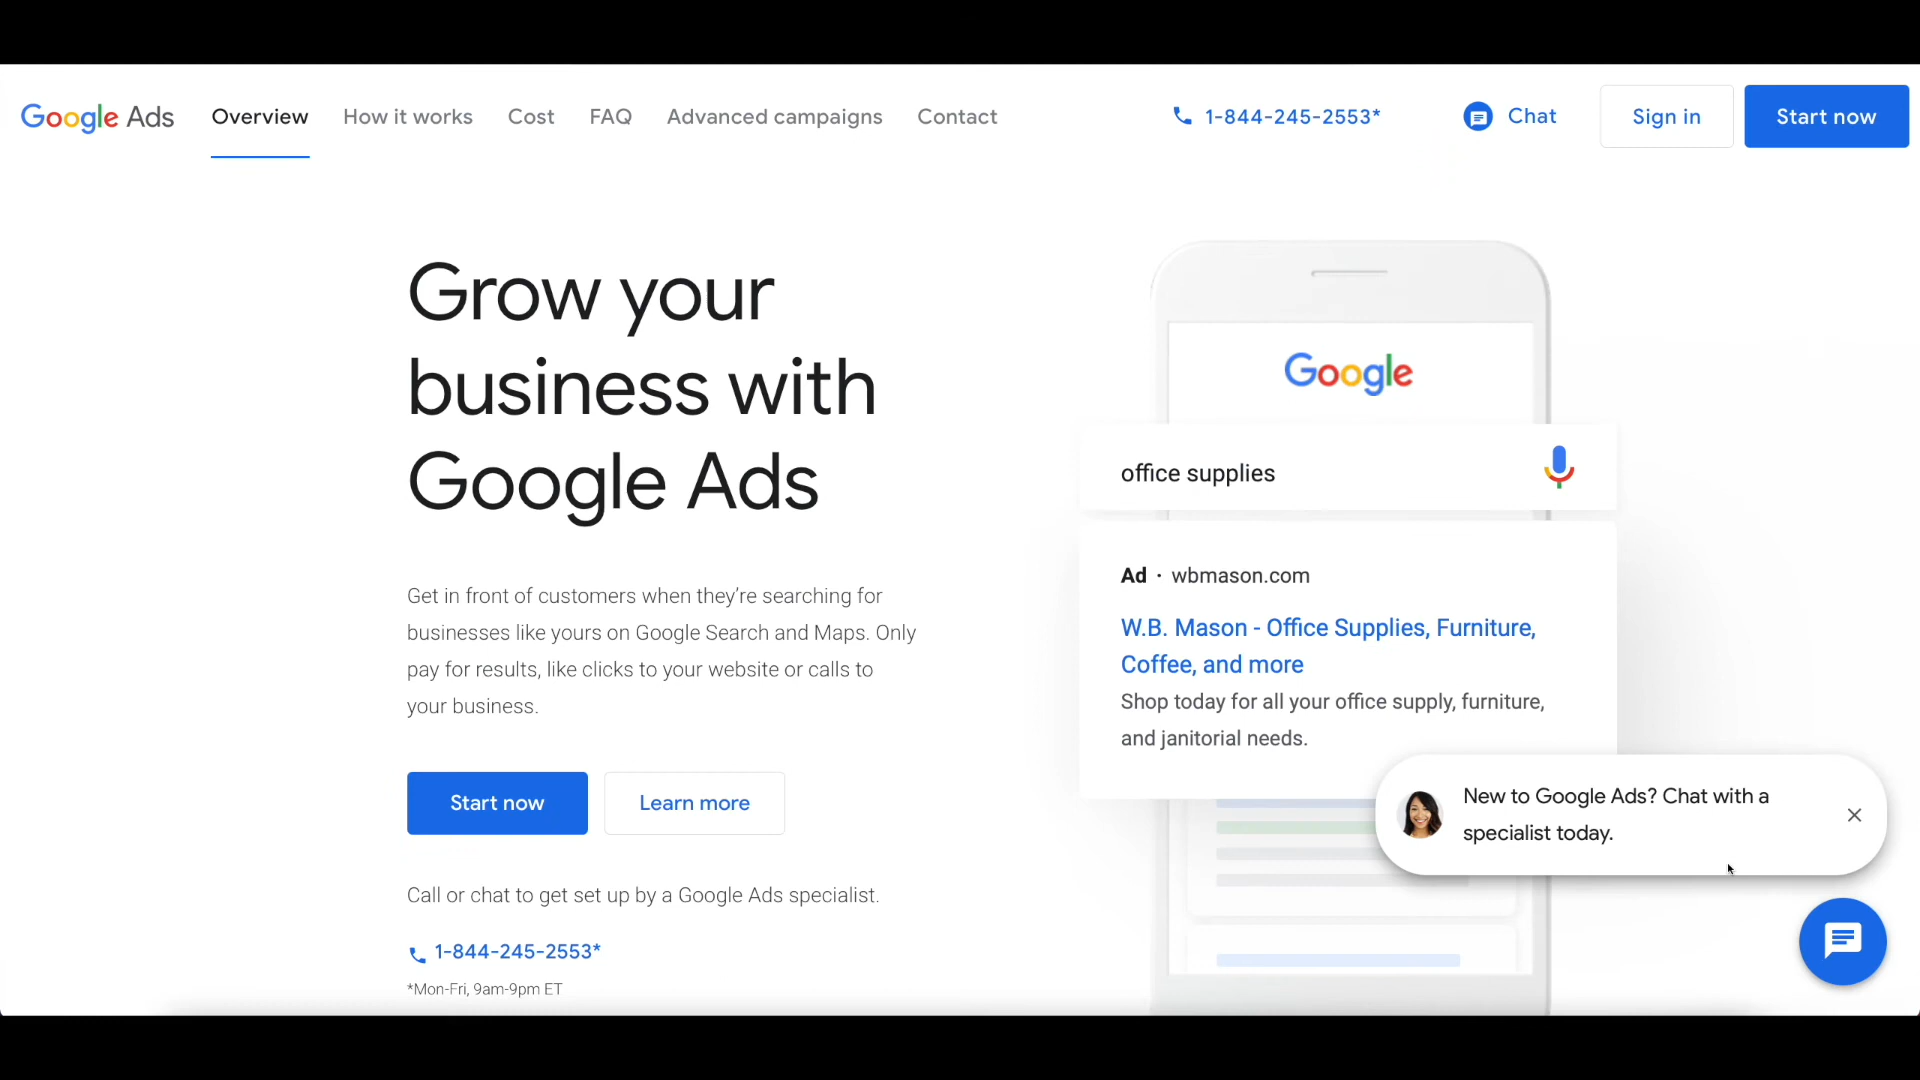 Google Ads
Overview
How it works
Cost
FAQ
Advanced campaigns
Contact
1-844-245-2553*
Chat
Sign in
Start now
Grow your
business with
Google Ads
Get in front of customers when they’re searching for
businesses like yours on Google Search and Maps. Only
pay for results, like clicks to your website or calls to
your business.
Start now
Learn more
Call or chat to get set up by a Google Ads specialist.
1-844-245-2553*
*Mon-Fri, 9am-9pm ET
Google
office supplies
Ad · wbmason.com
W.B. Mason - Office Supplies, Furniture,
Coffee, and more
Shop today for all your office supply, furniture,
and janitorial needs.
New to Google Ads? Chat with a
specialist today.